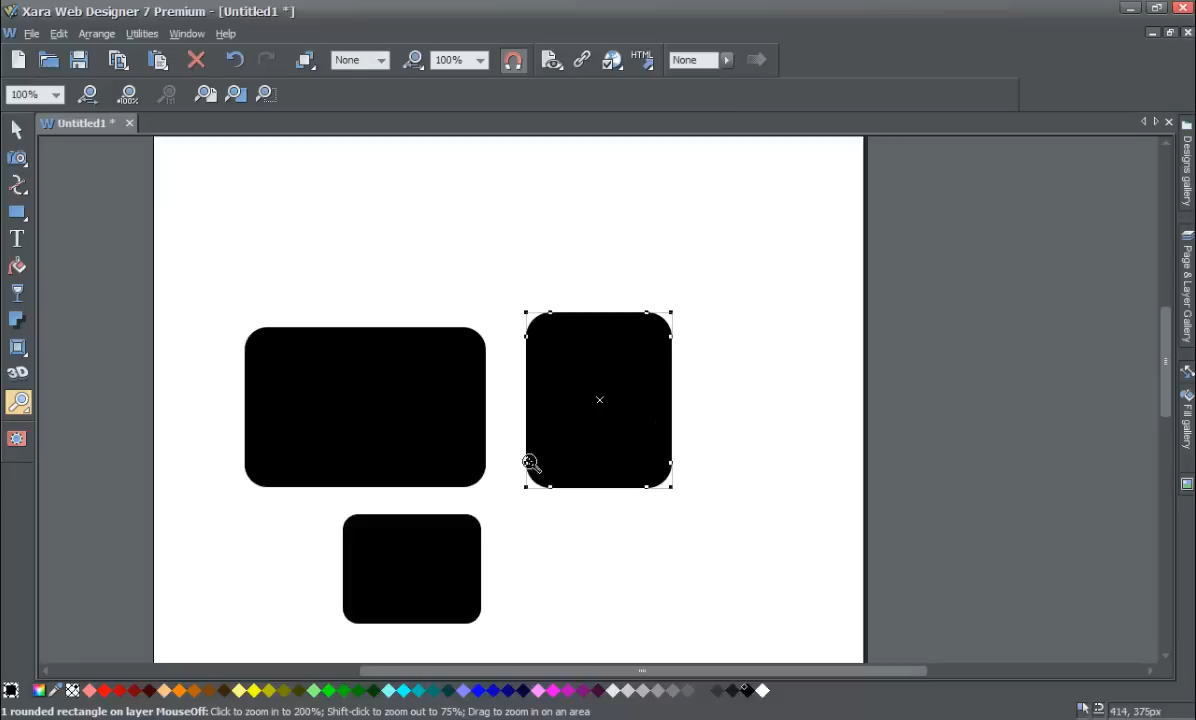 Xara Web Designer 7 Premium - [Untitled1 *]
W File Edit Arrange Utilities Window Help
None 100% HTML None
100% +100%
W Untitled1 *
T
3D
Designs gallery
Page & Layer Gallery
Fill gallery
1 rounded rectangle on layer MouseOff: Click to zoom in to 200%; Shift-click to zoom out to 75%; Drag to zoom in on an area
414, 375px